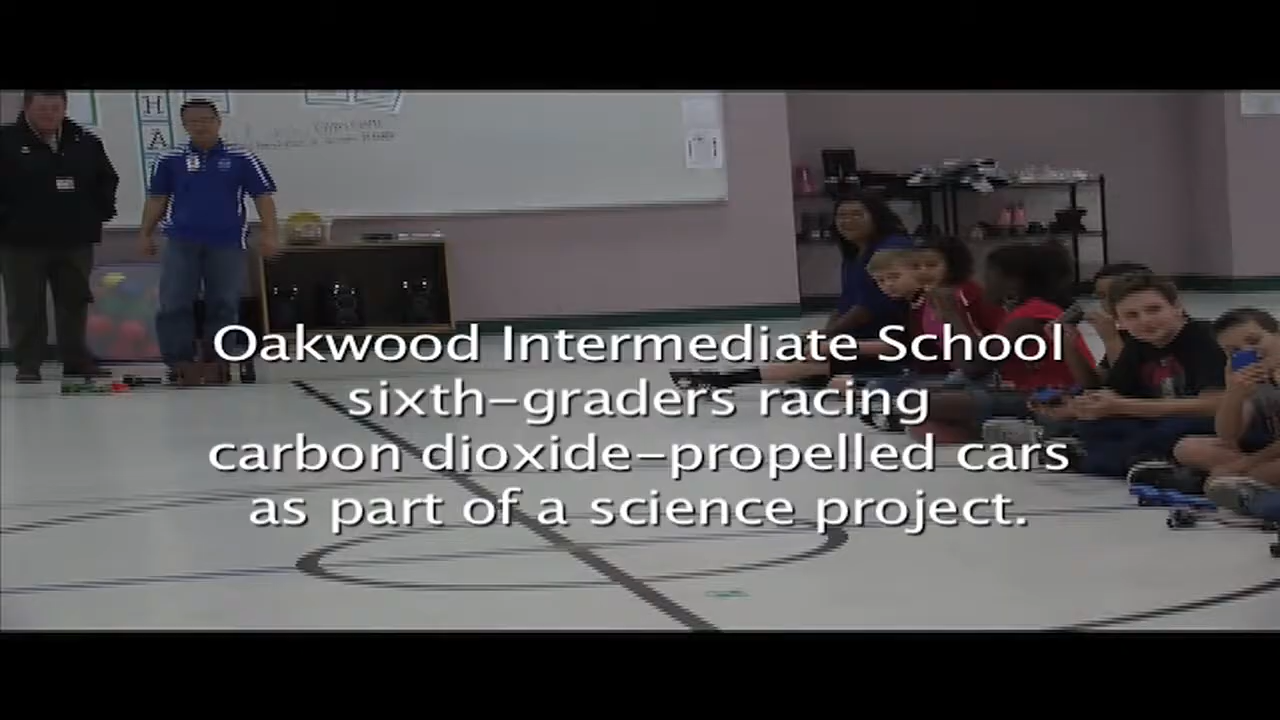 H
A
Oakwood Intermediate School
sixth-graders racing
carbon dioxide-propelled cars
as part of a science project.